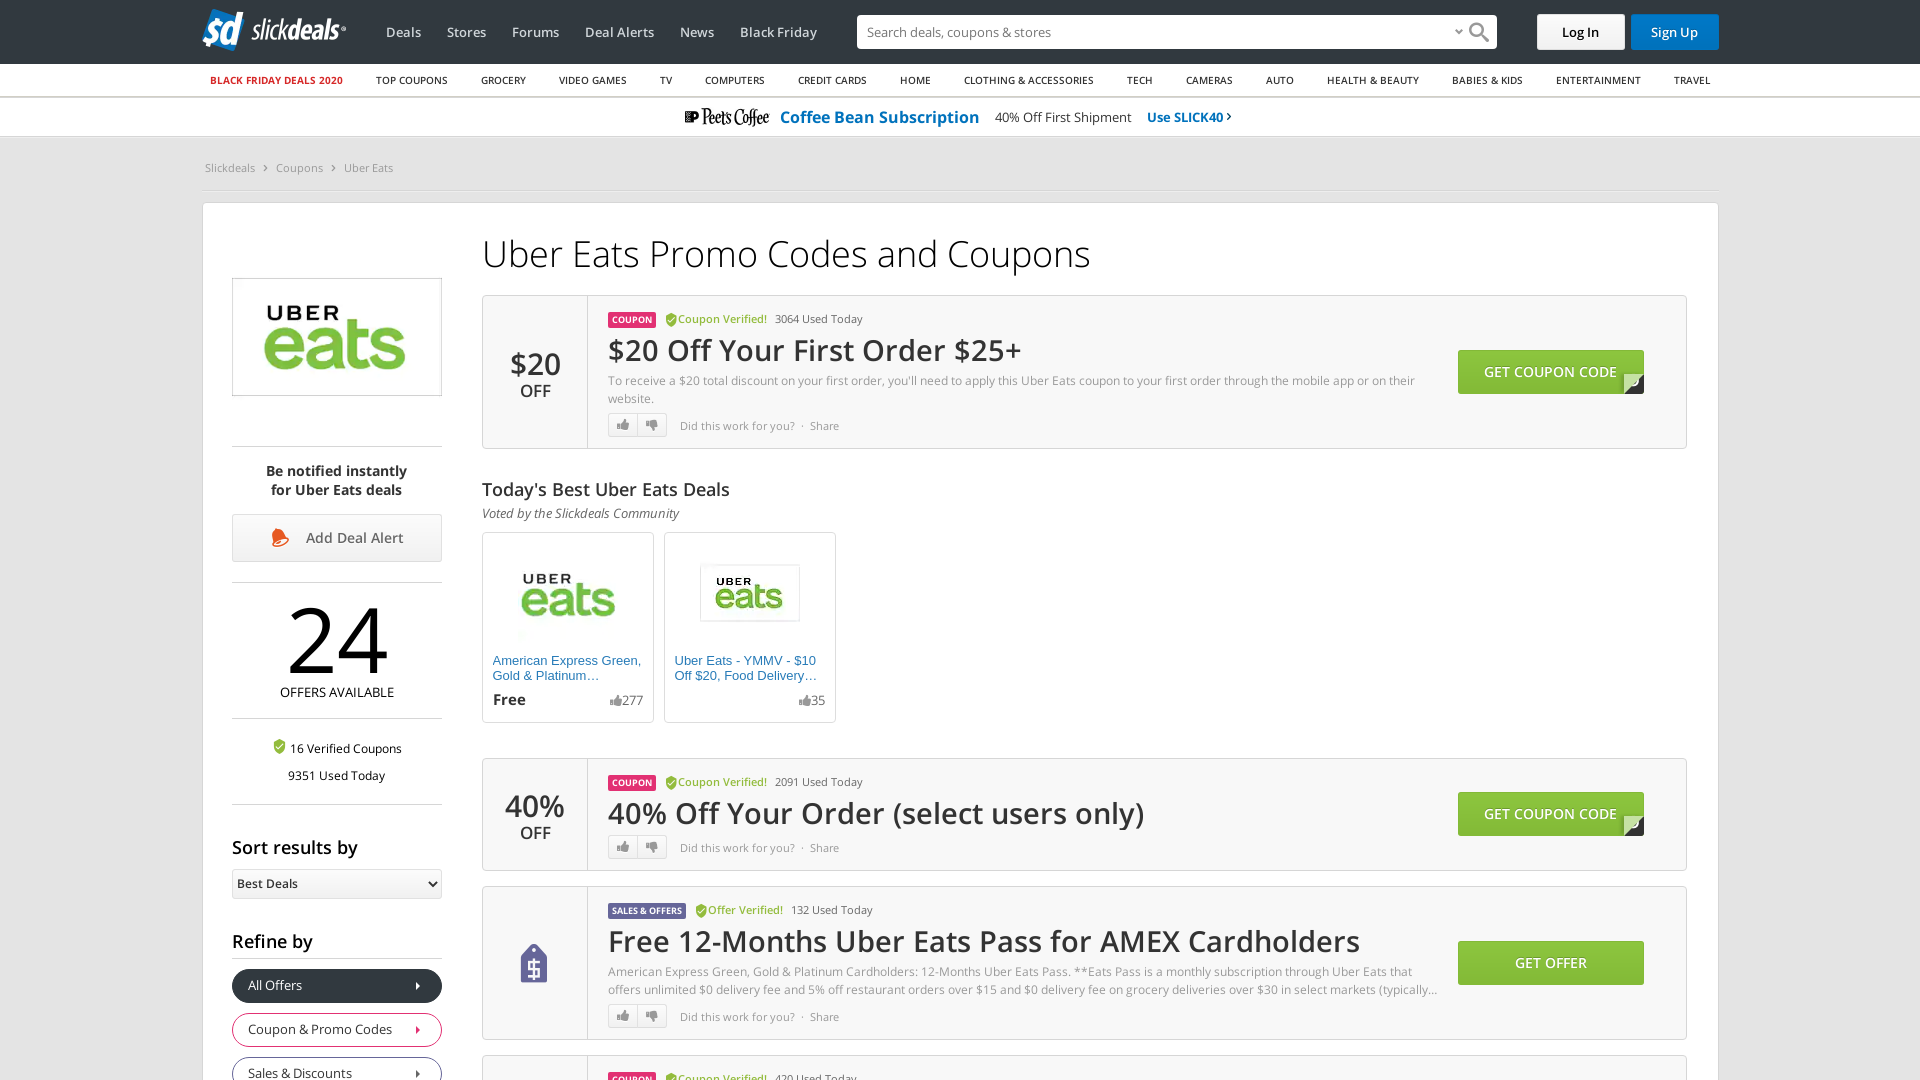 sd slickdeals
Deals
Stores
Forums
Deal Alerts
News
Black Friday
Search deals, coupons & stores
Log In
Sign Up
BLACK FRIDAY DEALS 2020
TOP COUPONS
GROCERY
VIDEO GAMES
TV
COMPUTERS
CREDIT CARDS
HOME
CLOTHING & ACCESSORIES
TECH
CAMERAS
AUTO
HEALTH & BEAUTY
BABIES & KIDS
ENTERTAINMENT
TRAVEL
Peet's Coffee Coffee Bean Subscription 40% Off First Shipment Use SLICK40
Slickdeals > Coupons > Uber Eats
UBER
eats
Be notified instantly
for Uber Eats deals
Add Deal Alert
24
OFFERS AVAILABLE
16 Verified Coupons
9351 Used Today
Sort results by
Best Deals
Refine by
All Offers
Coupon & Promo Codes
Sales & Discounts
Uber Eats Promo Codes and Coupons
$20
OFF
COUPON Coupon Verified! 3064 Used Today
$20 Off Your First Order $25+
To receive a $20 total discount on your first order, you'll need to apply this Uber Eats coupon to your first order through the mobile app or on their
website.
Did this work for you? · Share
GET COUPON CODE
Today's Best Uber Eats Deals
Voted by the Slickdeals Community
UBER
eats
American Express Green,
Gold & Platinum…
Free 277
UBER
eats
Uber Eats - YMMV - $10
Off $20, Food Delivery…
35
40%
OFF
COUPON Coupon Verified! 2091 Used Today
40% Off Your Order (select users only)
Did this work for you? · Share
GET COUPON CODE
SALES & OFFERS Offer Verified! 132 Used Today
Free 12-Months Uber Eats Pass for AMEX Cardholders
American Express Green, Gold & Platinum Cardholders: 12-Months Uber Eats Pass. **Eats Pass is a monthly subscription through Uber Eats that
offers unlimited $0 delivery fee and 5% off restaurant orders over $15 and $0 delivery fee on grocery deliveries over $30 in select markets (typically...
Did this work for you? · Share
GET OFFER
COUPON Coupon Verified! 420 Used Today